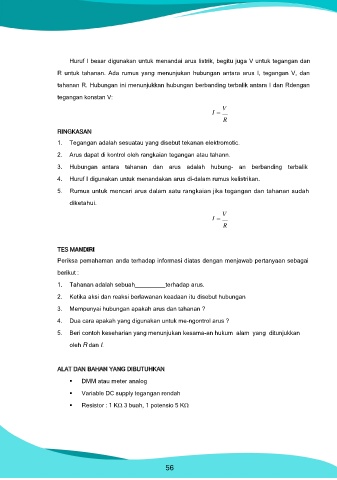 Huruf I besar digunakan untuk menandai arus listrik, begitu juga V untuk tegangan dan
R untuk tahanan. Ada rumus yang menunjukan hubungan antara arus I, tegangan V, dan
tahanan R. Hubungan ini menunjukkan hubungan berbanding terbalik antara I dan Rdengan
tegangan konstan V:
I = V
R
RINGKASAN
1. Tegangan adalah sesuatau yang disebut tekanan elektromotic.
2. Arus dapat di kontrol oleh rangkaian tegangan atau tahann.
3. Hubungan antara tahanan dan arus adalah hubung- an berbanding terbalik
4. Huruf I digunakan untuk menandakan arus di-dalam rumus kelistrikan.
5. Rumus untuk mencari arus dalam satu rangkaian jika tegangan dan tahanan sudah
diketahui.
I = V
R
TES MANDIRI
Periksa pemahaman anda terhadap informasi diatas dengan menjawab pertanyaan sebagai
berikut.:
1. Tahanan adalah sebuah_________terhadap arus.
2. Ketika aksi dan reaksi berlawanan keadaan itu disebut hubungan
3. Mempunyai hubungan apakah arus dan tahanan ?
4. Dua cara apakah yang digunakan untuk me-ngontrol arus ?
5. Beri contoh keseharian yang menunjukan kesama-an hukum alam yang ditunjukkan
oleh R dan I.
ALAT DAN BAHAN YANG DIBUTUHKAN
• DMM atau meter analog
• Variable DC supply tegangan rendah
• Resistor : 1 KΩ 3 buah, 1 potensio 5 KΩ
56